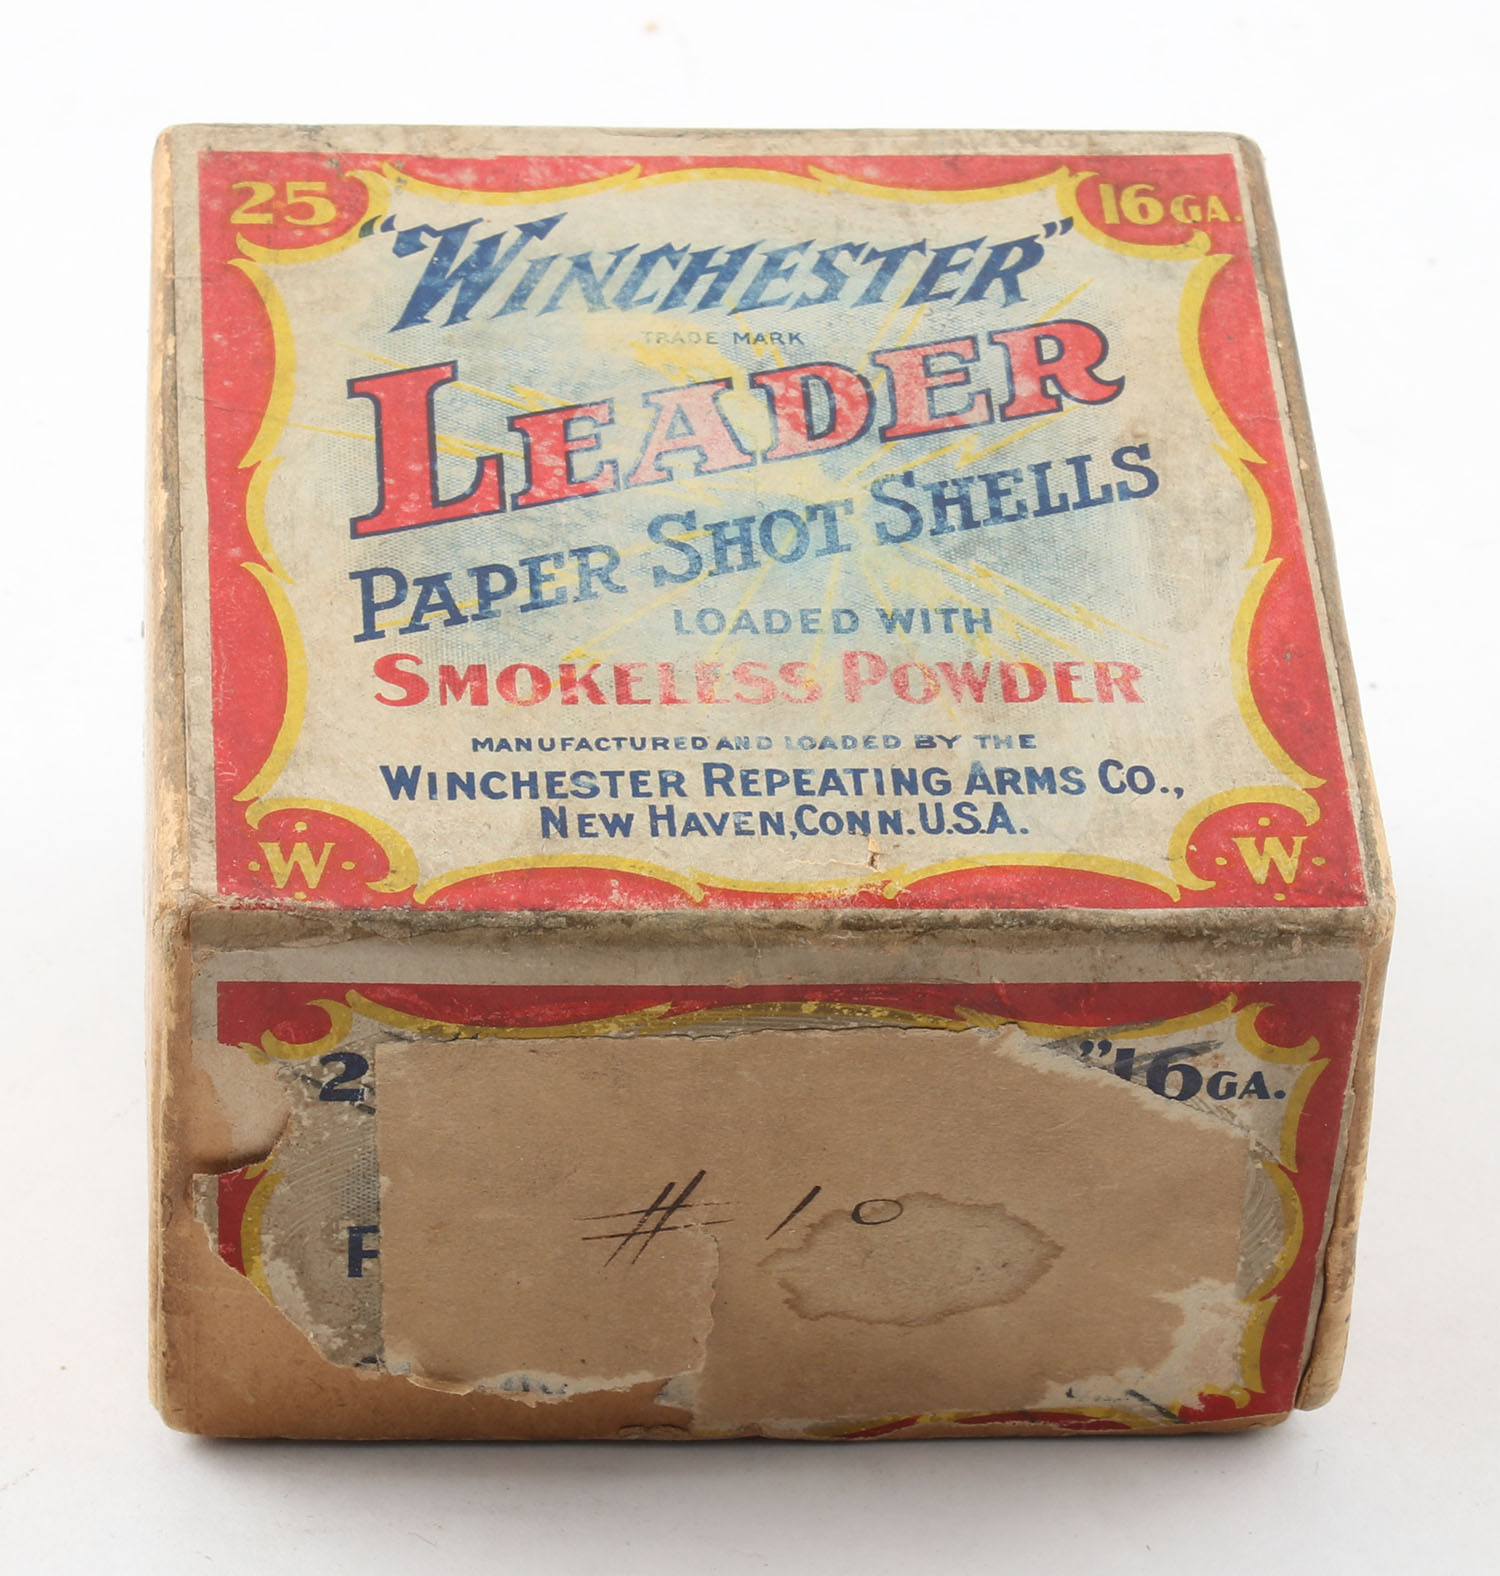 25 16 GA.
"WINCHESTER"
TRADE MARK
LEADER
PAPER SHOT SHELLS
LOADED WITH
SMOKELESS POWDER
MANUFACTURED AND LOADED BY THE
WINCHESTER REPEATING ARMS CO.,
NEW HAVEN, CONN. U.S.A.
·W· ·W·
2 "16 GA.
# 10